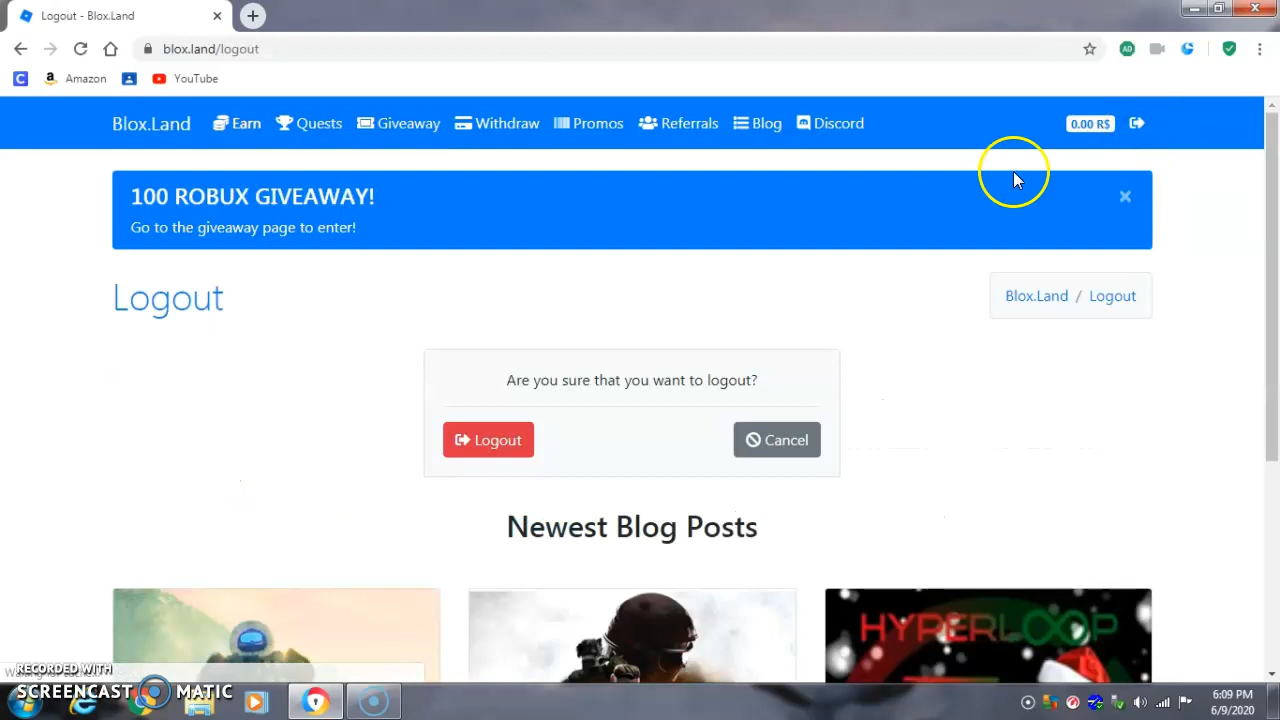 Logout - Blox.Land
blox.land/logout
Amazon
YouTube
Blox.Land Earn Quests Giveaway Withdraw Promos Referrals Blog Discord 0.00 R$
100 ROBUX GIVEAWAY!
Go to the giveaway page to enter!
Logout
Blox.Land / Logout
Are you sure that you want to logout?
Logout Cancel
Newest Blog Posts
HYPERLOOP
RECORDED WITH
SCREENCAST MATIC
6:09 PM
6/9/2020